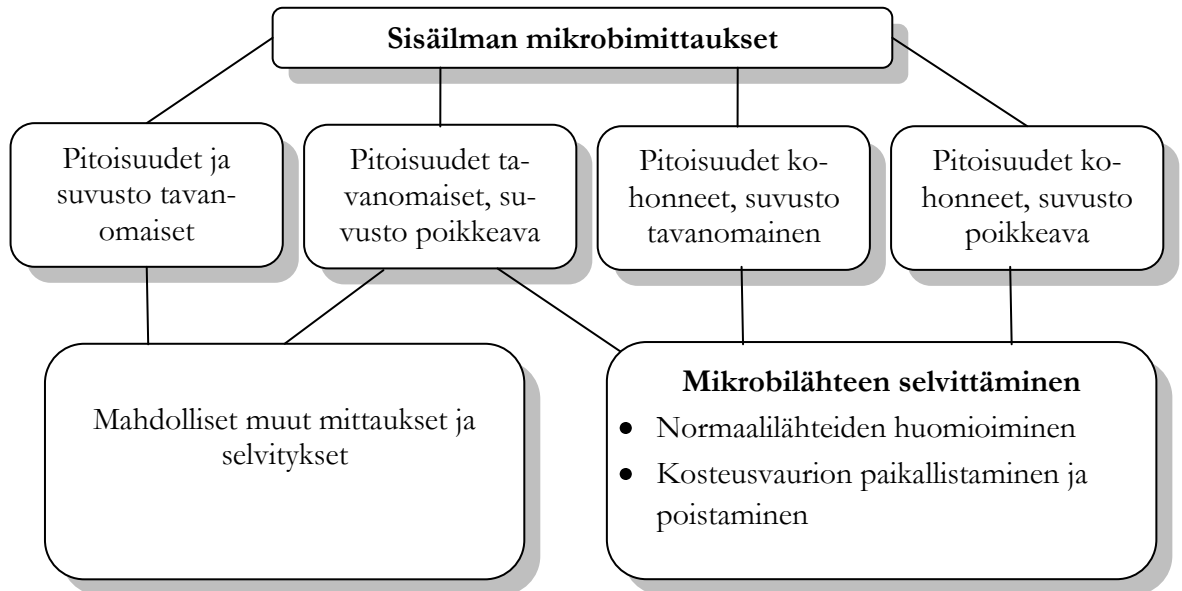 Sisäilman mikrobimittaukset
Pitoisuudet ja
suvusto tavan-
omaiset
Pitoisuudet ta-
vanomaiset, su-
vusto poikkeava
Pitoisuudet ko-
honneet, suvusto
tavanomainen
Pitoisuudet ko-
honneet, suvusto
poikkeava
Mahdolliset muut mittaukset ja
selvitykset
Mikrobilähteen selvittäminen
• Normaalilähteiden huomioiminen
• Kosteusvaurion paikallistaminen ja
poistaminen